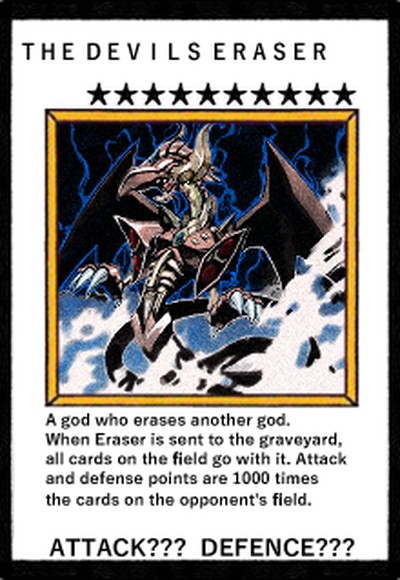 THE DEVILS ERASER
A god who erases another god.
When Eraser is sent to the graveyard,
all cards on the field go with it. Attack
and defense points are 1000 times
the cards on the opponent's field.
ATTACK??? DEFENCE???